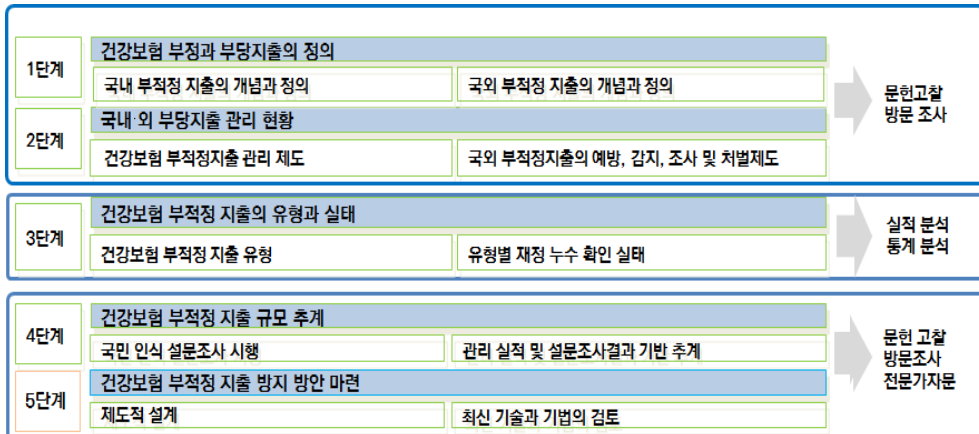 1단계
건강보험 부정과 부당지출의 정의
국내 부적정 지출의 개념과 정의
국외 부적정 지출의 개념과 정의
2단계
국내·외 부당지출 관리 현황
건강보험 부적정지출 관리 제도
국외 부적정지출의 예방, 감지, 조사 및 처벌제도
문헌고찰
방문 조사
3단계
건강보험 부적정 지출의 유형과 실태
건강보험 부적정 지출 유형
유형별 재정 누수 확인 실태
실적 분석
통계 분석
4단계
건강보험 부적정 지출 규모 추계
국민 인식 설문조사 시행
관리 실적 및 설문조사결과 기반 추계
5단계
건강보험 부적정 지출 방지 방안 마련
제도적 설계
최신 기술과 기법의 검토
문헌 고찰
방문조사
전문가자문